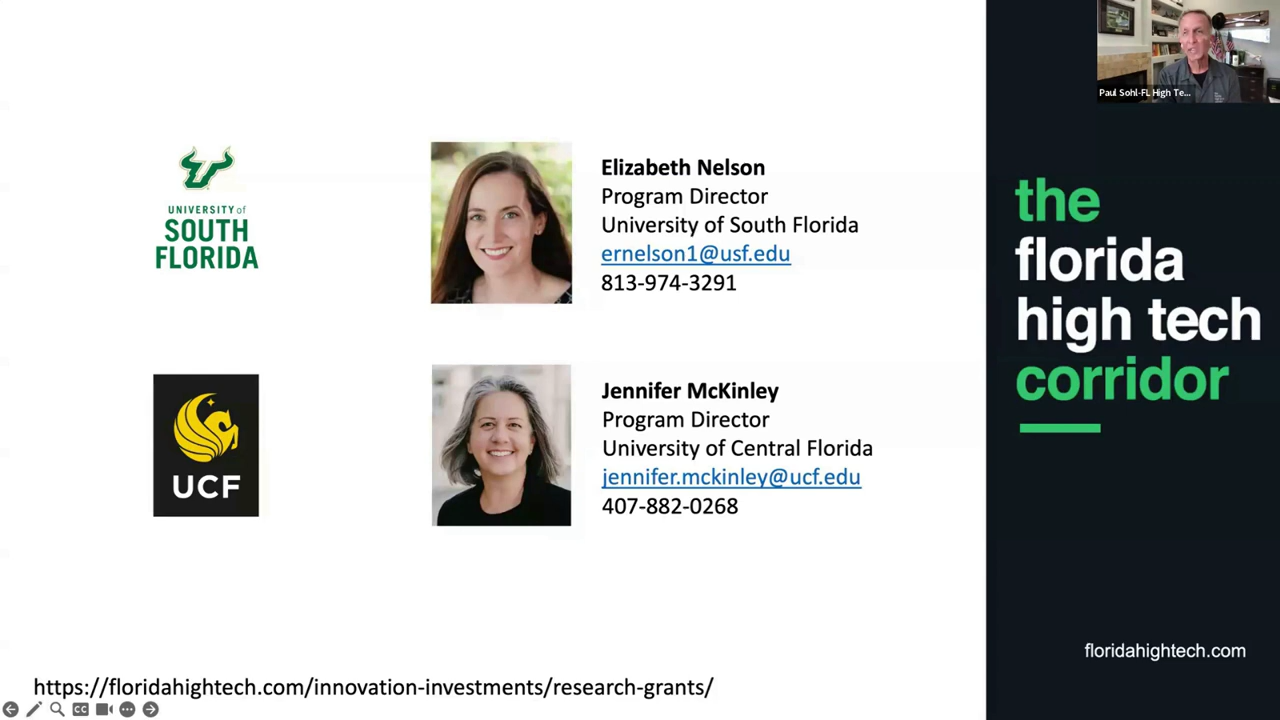 Paul Sohl-FL High Te...
UNIVERSITY of
SOUTH
FLORIDA
Elizabeth Nelson
Program Director
University of South Florida
ernelson1@usf.edu
813-974-3291
the
florida
high tech
corridor
UCF
Jennifer McKinley
Program Director
University of Central Florida
jennifer.mckinley@ucf.edu
407-882-0268
floridahightech.com
https://floridahightech.com/innovation-investments/research-grants/
CC